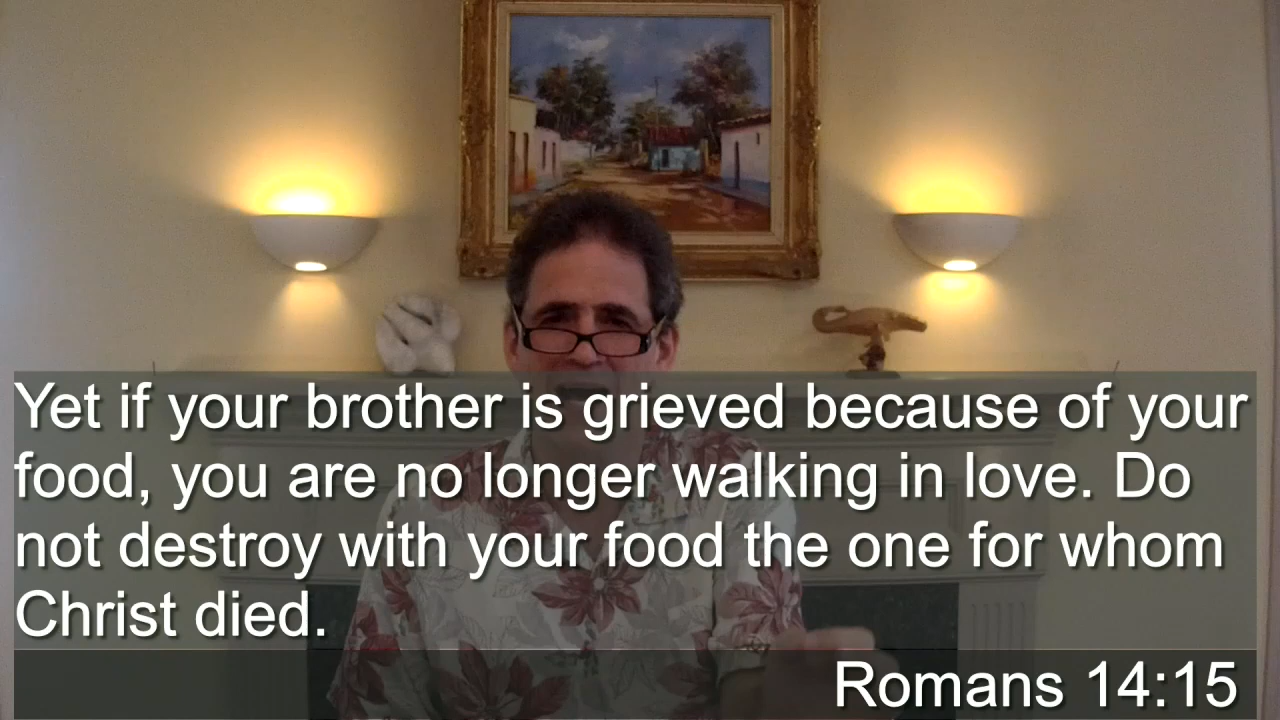 Yet if your brother is grieved because of your
food, you are no longer walking in love. Do
not destroy with your food the one for whom
Christ died.
Romans 14:15